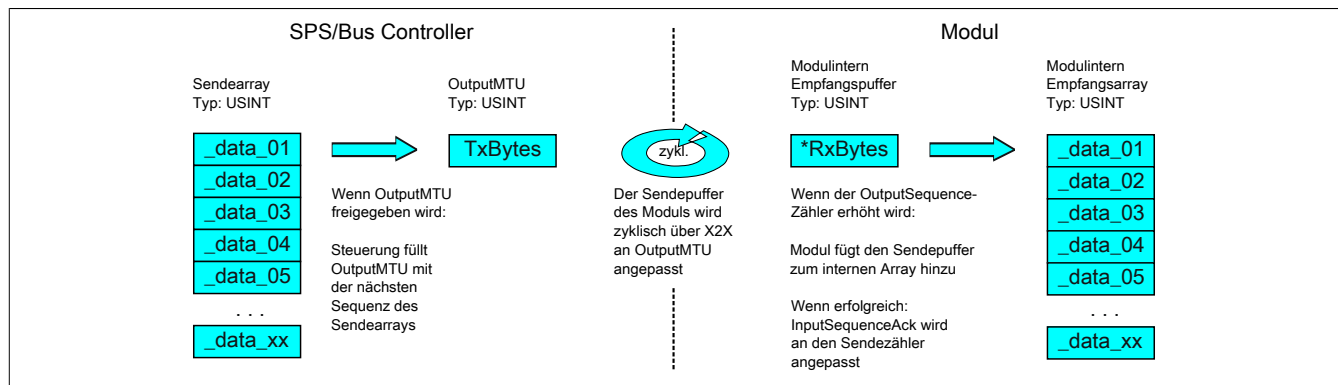 SPS/Bus Controller
Modul
Sendearray
Typ: USINT
OutputMTU
Typ: USINT
Modulintern
Empfangspuffer
Typ: USINT
Modulintern
Empfangsarray
Typ: USINT
_data_01
_data_02
_data_03
_data_04
_data_05
. . .
_data_xx
Wenn OutputMTU
freigegeben wird:
Steuerung füllt
OutputMTU mit
der nächsten
Sequenz des
Sendearrays
TxBytes
zykl.
Der Sendepuffer
des Moduls wird
zyklisch über X2X
an OutputMTU
angepasst
*RxBytes
Wenn der OutputSequence-
Zähler erhöht wird:
Modul fügt den Sendepuffer
zum internen Array hinzu
Wenn erfolgreich:
InputSequenceAck wird
an den Sendezähler
angepasst
_data_01
_data_02
_data_03
_data_04
_data_05
. . .
_data_xx